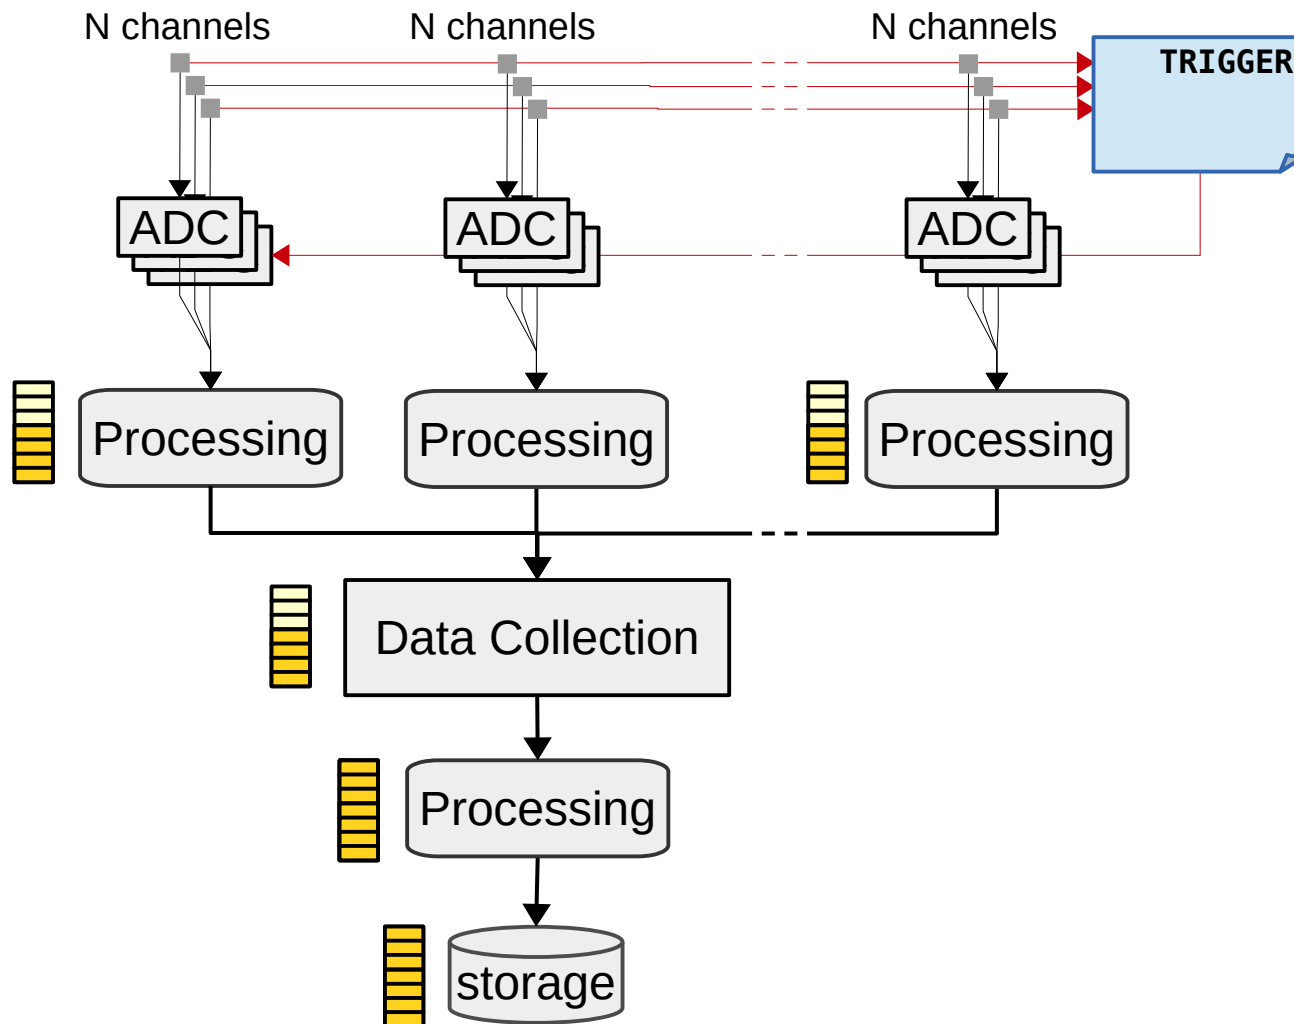 N channels
N channels
N channels
TRIGGER
ADC
ADC
ADC
Processing
Processing
Processing
Data Collection
Processing
storage